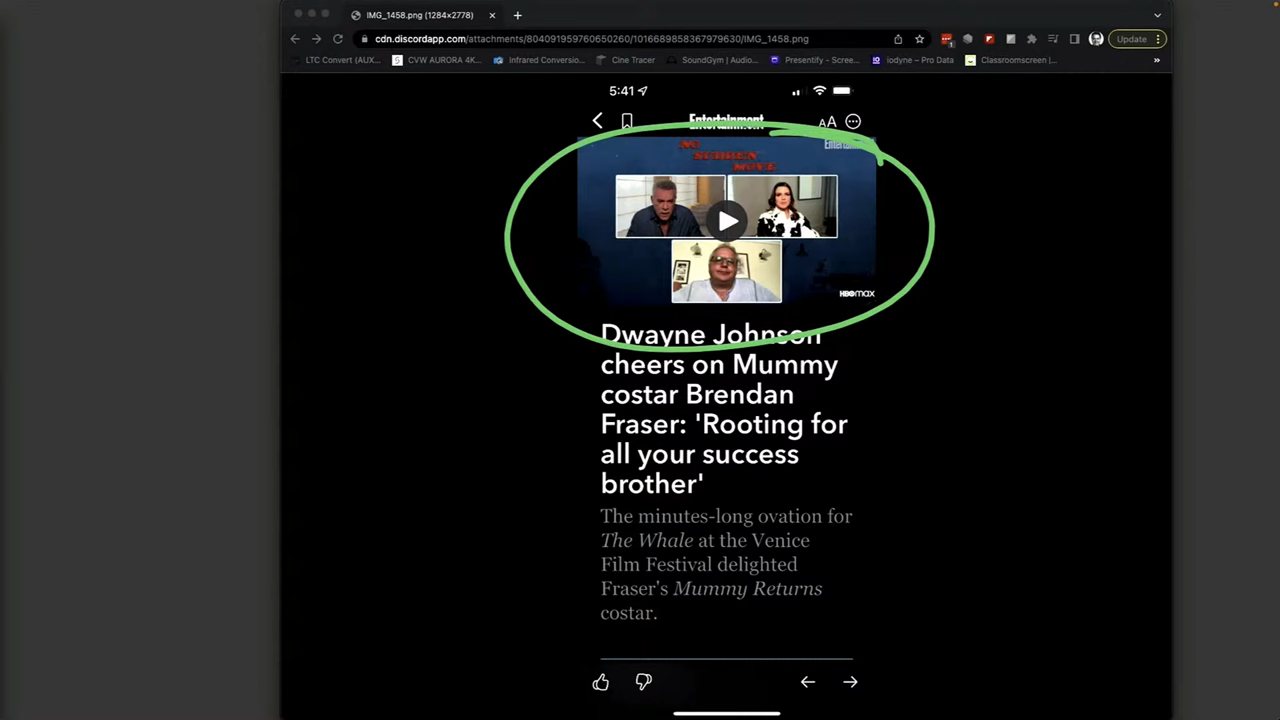 IMG_1458.png (1284×2778)
cdn.discordapp.com/attachments/804091959760650260/1016689858367979630/IMG_1458.png
Update
LTC Convert (AUX...
CVW AURORA 4K...
Infrared Conversio...
Cine Tracer
SoundGym | Audio...
Presentify - Scree...
iodyne – Pro Data
Classroomscreen |...
5:41
Entertainment
AA
Entertainment
NO
SUDDEN
MOVE
HBOmax
Dwayne Johnson
cheers on Mummy
costar Brendan
Fraser: 'Rooting for
all your success
brother'
The minutes-long ovation for
The Whale at the Venice
Film Festival delighted
Fraser's Mummy Returns
costar.